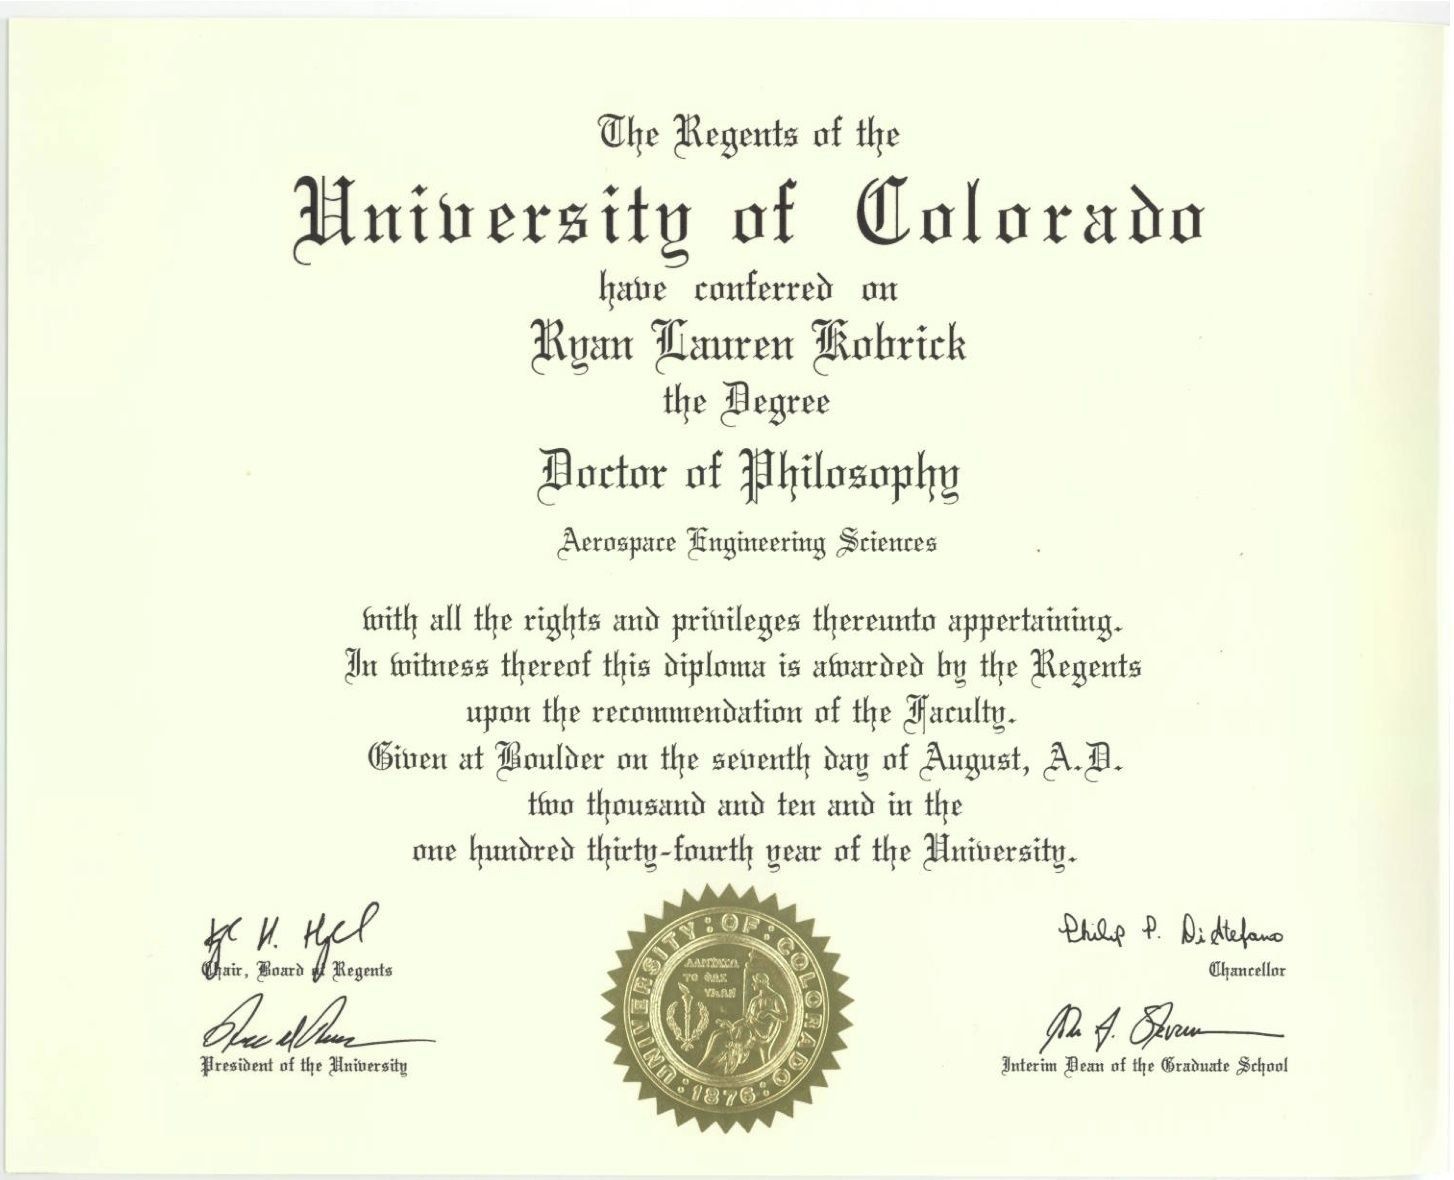 The Regents of the
University of Colorado
have conferred on
Ryan Lauren Kobrick
the Degree
Doctor of Philosophy
Aerospace Engineering Sciences
with all the rights and privileges thereunto appertaining.
In witness thereof this diploma is awarded by the Regents
upon the recommendation of the Faculty.
Given at Boulder on the seventh day of August, A.D.
two thousand and ten and in the
one hundred thirty-fourth year of the University.
Chair, Board of Regents
President of the University
UNIVERSITY OF COLORADO
1876
Philip P. DiStefano
Chancellor
Interim Dean of the Graduate School